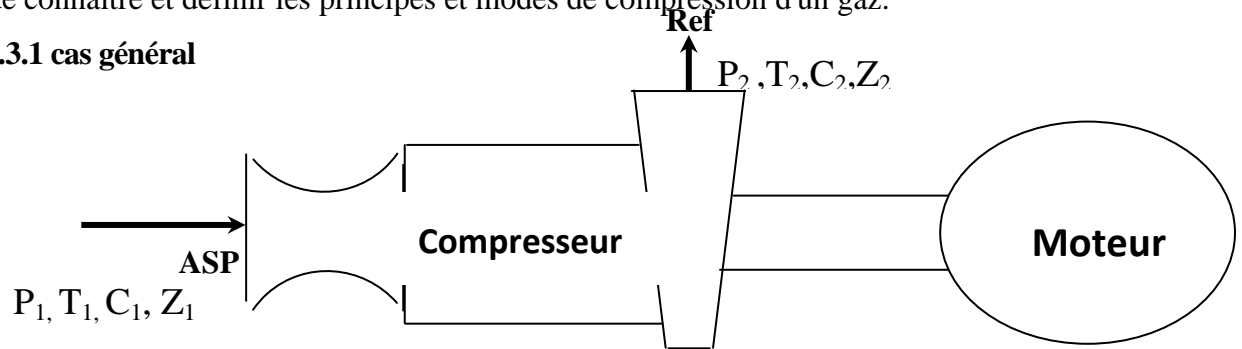 de connaître et définir les principes et modes de compression d'un gaz.
.3.1 cas général
Ref
P₂ ,T₂,C₂,Z₂
Compresseur
Moteur
ASP
P₁, T₁, C₁, Z₁